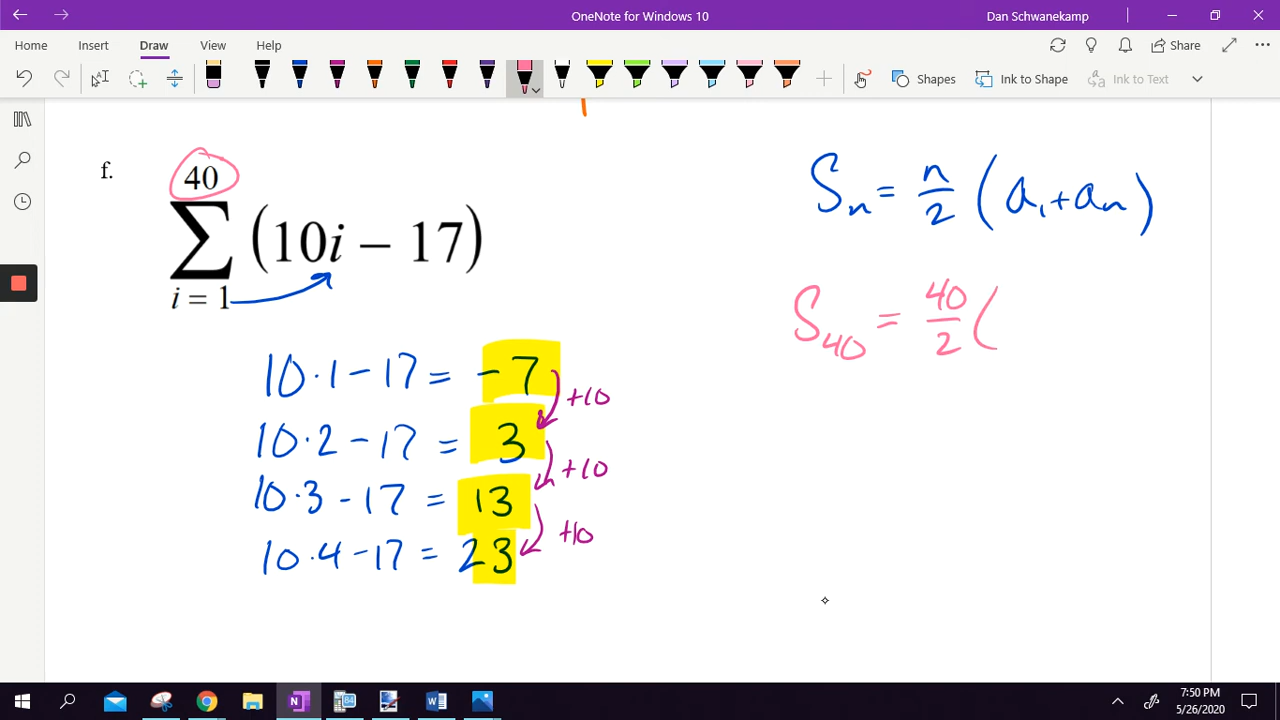 OneNote for Windows 10
Dan Schwanekamp
Home Insert Draw View Help
Share
Shapes
Ink to Shape
Ink to Text
f.
40
∑ (10i − 17)
i = 1
Sₙ = n/2 (a₁ + aₙ)
S₄₀ = 40/2 (
10·1 − 17 = −7
+10
10·2 − 17 = 3
+10
10·3 − 17 = 13
+10
10·4 − 17 = 23
7:50 PM
5/26/2020